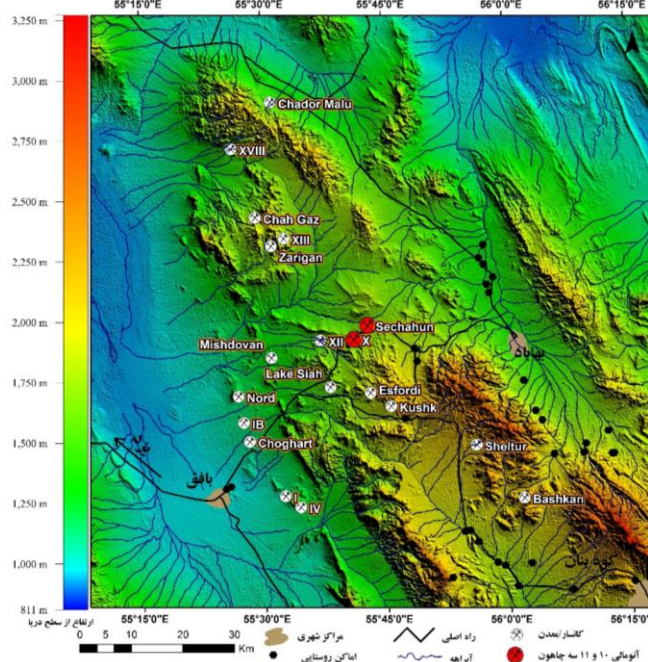 55°1'5"0 55°30'0" 55°45'0" 56°0'0" 56°15'0"
3,250 m
2,750 m
2,500 m
2,250 m
2,000 m
1,750 m
1,500 m
1,250 m
1,000 m
811 m
Chador Malu
XVIII
Chah Gaz
XIII
Zarigan
Sechahun
XII
X
Mishdovan
بهاباد
Lake Siah
Esfordi
Nord
Kushk
IB
Choghart
Sheltur
بافق
I
Bashkan
IV
55°15'0" 55°30'0" 55°45'0" 56°0'0" 56°15'0"
ارتفاع از سطح دریا
0 5 10 20 30
Km
مراکز شهری
اماکن روستایی
راه اصلی
آبراهه
کانسار/معدن
آنومالی ۱۰ و ۱۱ سه چاهون